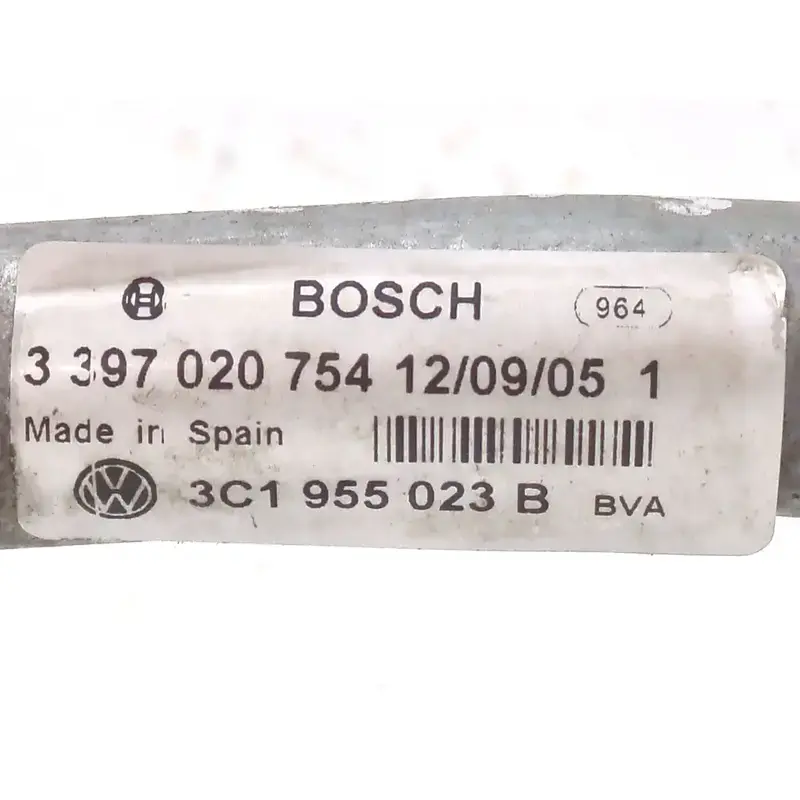 BOSCH 964
3 397 020 754 12/09/05 1
Made in Spain
3C1 955 023 B BVA